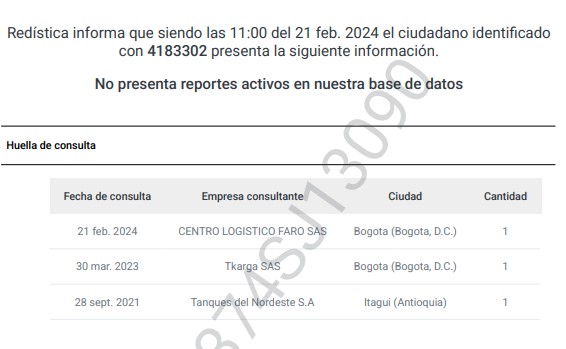 Redístic​a informa que siendo las 11:00 del 21 feb. 2024 el ciudadano identificado
con 4183302 presenta la siguiente información.
No presenta reportes activos en nuestra base de datos
Huella de consulta
Fecha de consulta Empresa consultante Ciudad Cantidad
21 feb. 2024 CENTRO LOGISTICO FARO SAS Bogota (Bogota, D.C.) 1
30 mar. 2023 Tkarga SAS Bogota (Bogota, D.C.) 1
28 sept. 2021 Tanques del Nordeste S.A Itagui (Antioquia) 1
374SJ13090